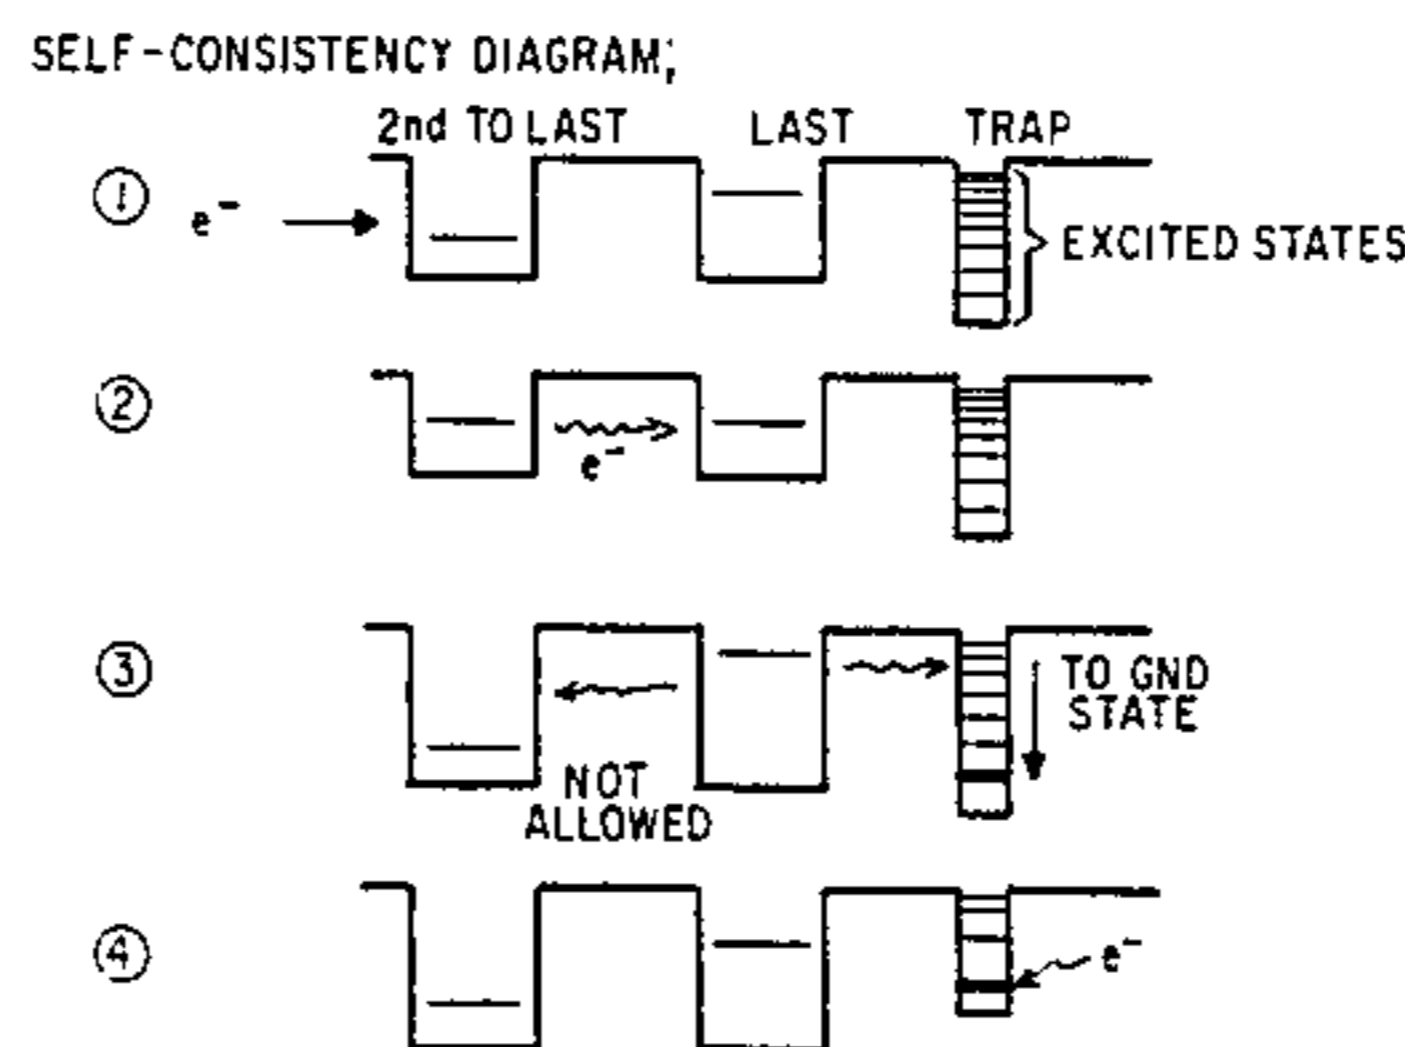 SELF-CONSISTENCY DIAGRAM;
2nd TO LAST LAST TRAP
① e⁻ EXCITED STATES
②
e⁻
③ TO GND
STATE
NOT
ALLOWED
④ e⁻